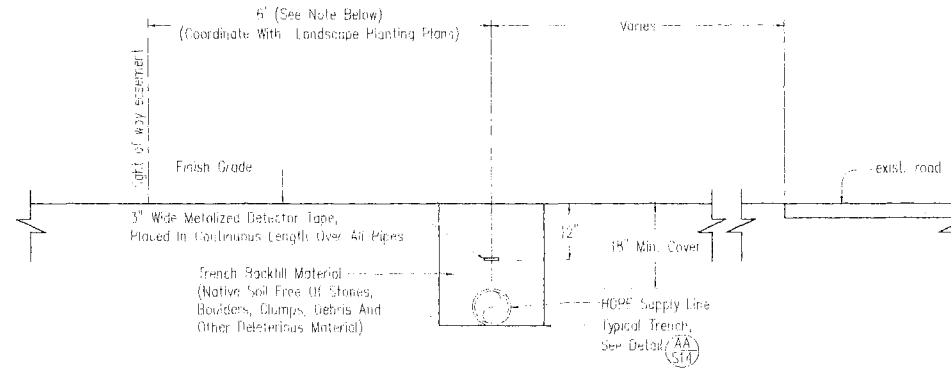 6' (See Note Below)
(Coordinate With Landscape Planting Plans)
Varies
right of way easement
Finish Grade
exist. road
3" Wide Metalized Detector Tape,
Placed In Continuous Length Over All Pipes
12"
18" Min. Cover
Trench Backfill Material
(Native Soil Free Of Stones,
Boulders, Clumps, Debris And
Other Deleterious Material)
HDPE Supply Line
Typical Trench,
See Detail
AA
S14